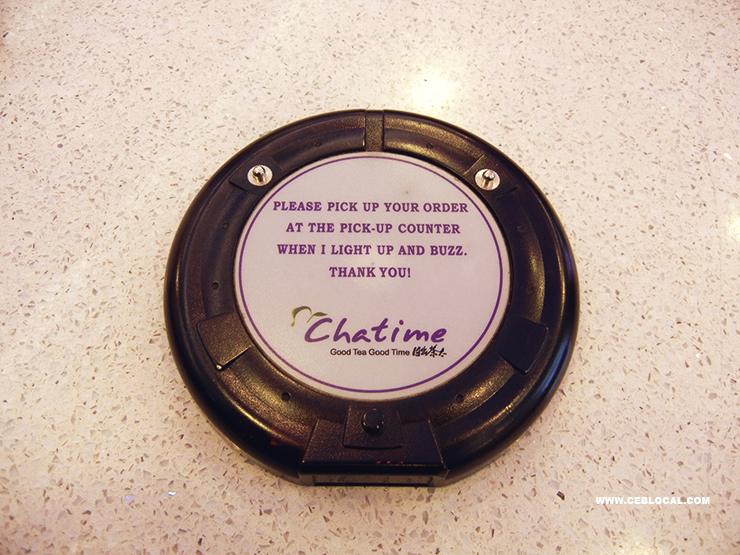 PLEASE PICK UP YOUR ORDER
AT THE PICK-UP COUNTER
WHEN I LIGHT UP AND BUZZ.
THANK YOU!
Chatime
Good Tea Good Time 日出茶太
WWW.CEBLOCAL.COM